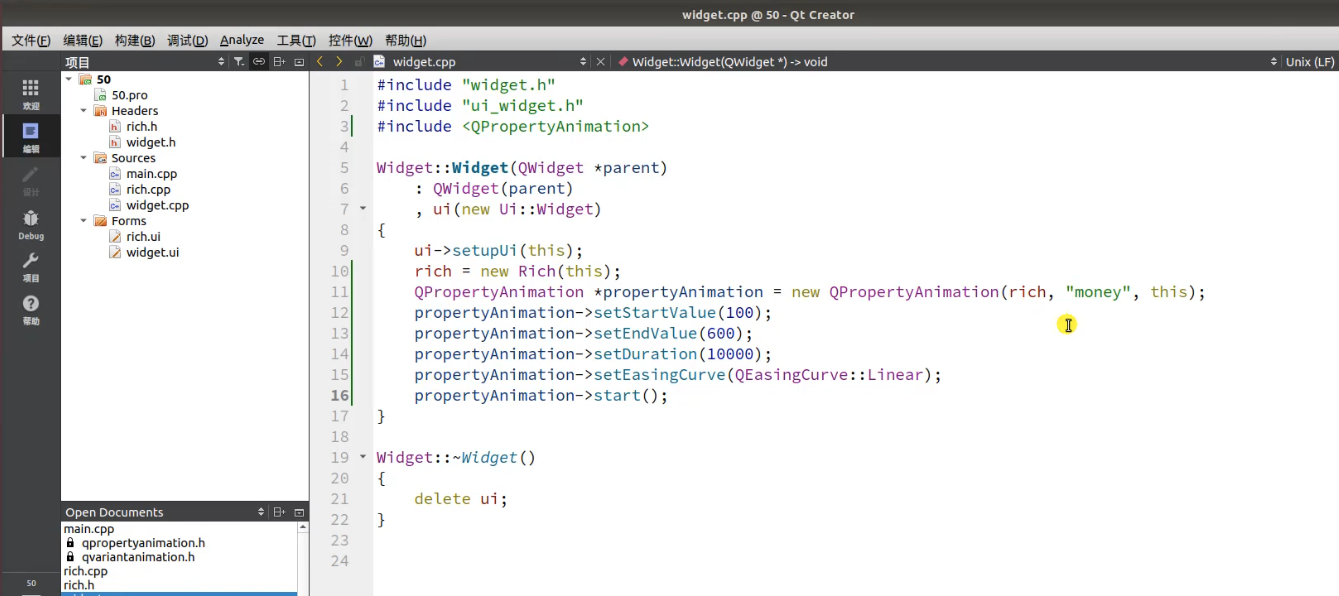 widget.cpp @ 50 - Qt Creator
文件(F) 编辑(E) 构建(B) 调试(D) Analyze 工具(T) 控件(W) 帮助(H)
项目
widget.cpp
Widget::Widget(QWidget *) -> void
Unix (LF)
欢迎
编辑
设计
Debug
项目
帮助
50
50
50.pro
Headers
rich.h
widget.h
Sources
main.cpp
rich.cpp
widget.cpp
Forms
rich.ui
widget.ui
Open Documents
main.cpp
qpropertyanimation.h
qvariantanimation.h
rich.cpp
rich.h
1 #include "widget.h"
2 #include "ui_widget.h"
3 #include <QPropertyAnimation>
4
5 Widget::Widget(QWidget *parent)
6     : QWidget(parent)
7     , ui(new Ui::Widget)
8 {
9     ui->setupUi(this);
10     rich = new Rich(this);
11     QPropertyAnimation *propertyAnimation = new QPropertyAnimation(rich, "money", this);
12     propertyAnimation->setStartValue(100);
13     propertyAnimation->setEndValue(600);
14     propertyAnimation->setDuration(10000);
15     propertyAnimation->setEasingCurve(QEasingCurve::Linear);
16     propertyAnimation->start();
17 }
18
19 Widget::~Widget()
20 {
21     delete ui;
22 }
23
24